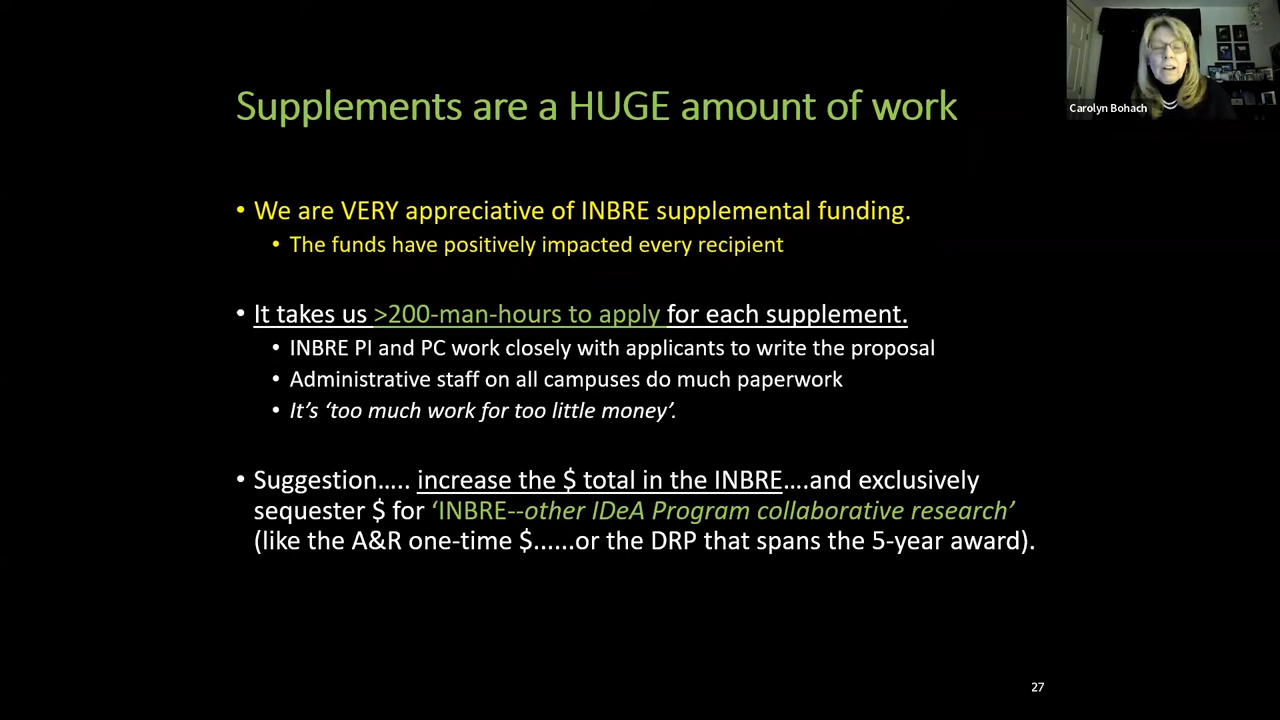 Supplements are a HUGE amount of work
Carolyn Bohach
• We are VERY appreciative of INBRE supplemental funding.
• The funds have positively impacted every recipient
• It takes us >200-man-hours to apply for each supplement.
• INBRE PI and PC work closely with applicants to write the proposal
• Administrative staff on all campuses do much paperwork
• It's 'too much work for too little money'.
• Suggestion….. increase the $ total in the INBRE….and exclusively
sequester $ for 'INBRE--other IDeA Program collaborative research'
(like the A&R one-time $......or the DRP that spans the 5-year award).
27